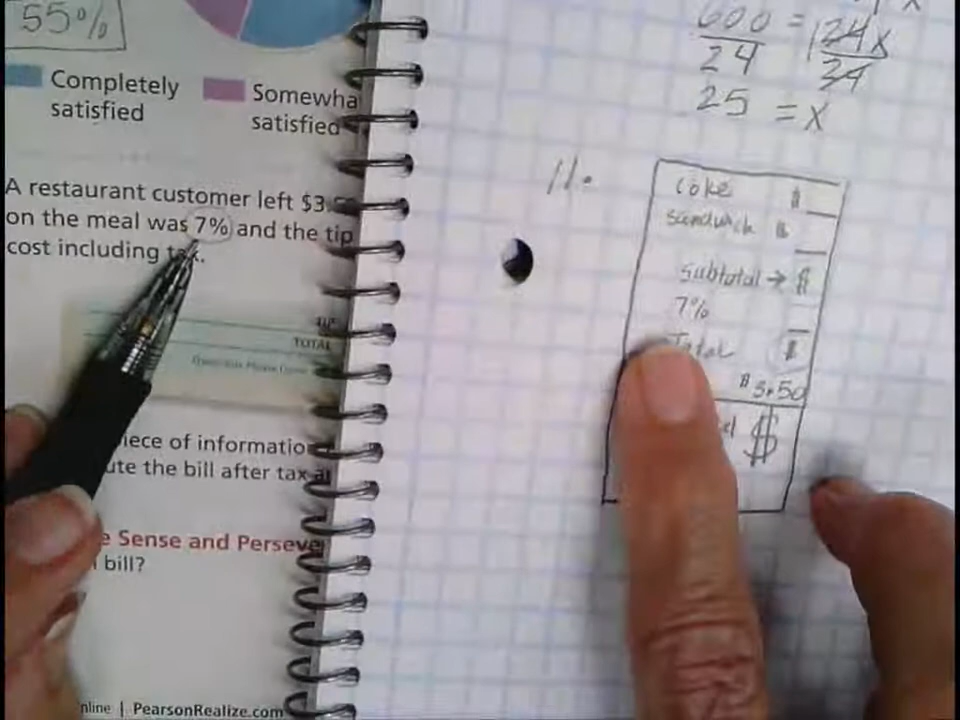 55%
Completely
satisfied
Somewha
satisfied
A restaurant customer left $3.
on the meal was 7% and the tip
cost including
TOTAL
iece of informatio
ute the bill after tax
Sense and Perseve
bill?
nline | PearsonRealize.com
600 = 24x
24 24
25 = x
11.
Coke $
Sandwich $
Subtotal → $
7%
Total $
$3.50
$